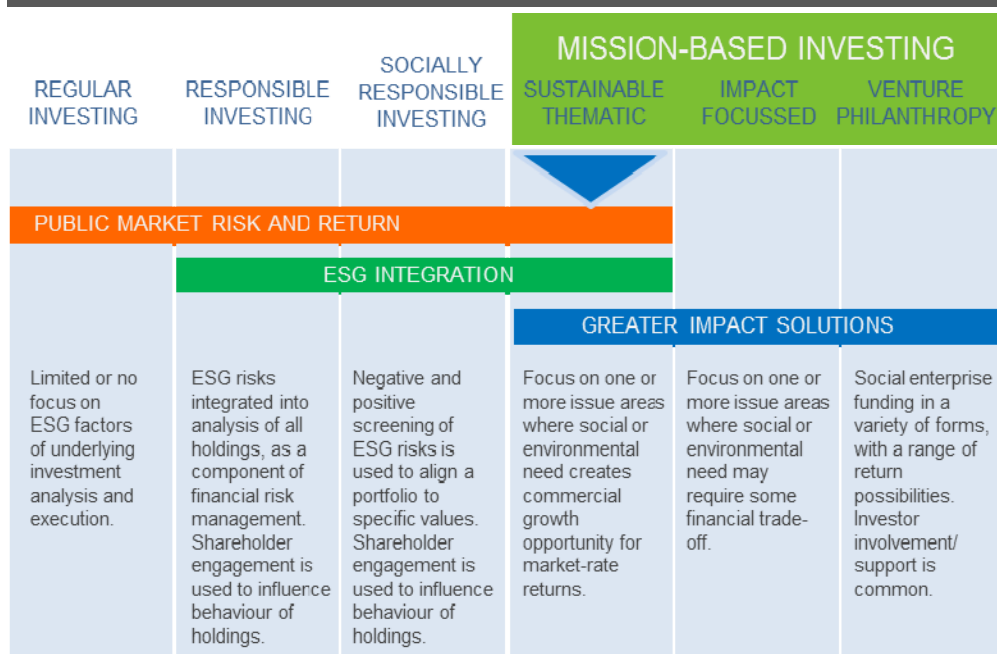 MISSION-BASED INVESTING
REGULAR
INVESTING
RESPONSIBLE
INVESTING
SOCIALLY
RESPONSIBLE
INVESTING
SUSTAINABLE
THEMATIC
IMPACT
FOCUSSED
VENTURE
PHILANTHROPY
PUBLIC MARKET RISK AND RETURN
ESG INTEGRATION
GREATER IMPACT SOLUTIONS
Limited or no
focus on
ESG factors
of underlying
investment
analysis and
execution.
ESG risks
integrated into
analysis of all
holdings, as a
component of
financial risk
management.
Shareholder
engagement is
used to influence
behaviour of
holdings.
Negative and
positive
screening of
ESG risks is
used to align a
portfolio to
specific values.
Shareholder
engagement is
used to influence
behaviour of
holdings.
Focus on one or
more issue areas
where social or
environmental
need creates
commercial
growth
opportunity for
market-rate
returns.
Focus on one or
more issue areas
where social or
environmental
need may
require some
financial trade-
off.
Social enterprise
funding in a
variety of forms,
with a range of
return
possibilities.
Investor
involvement/
support is
common.